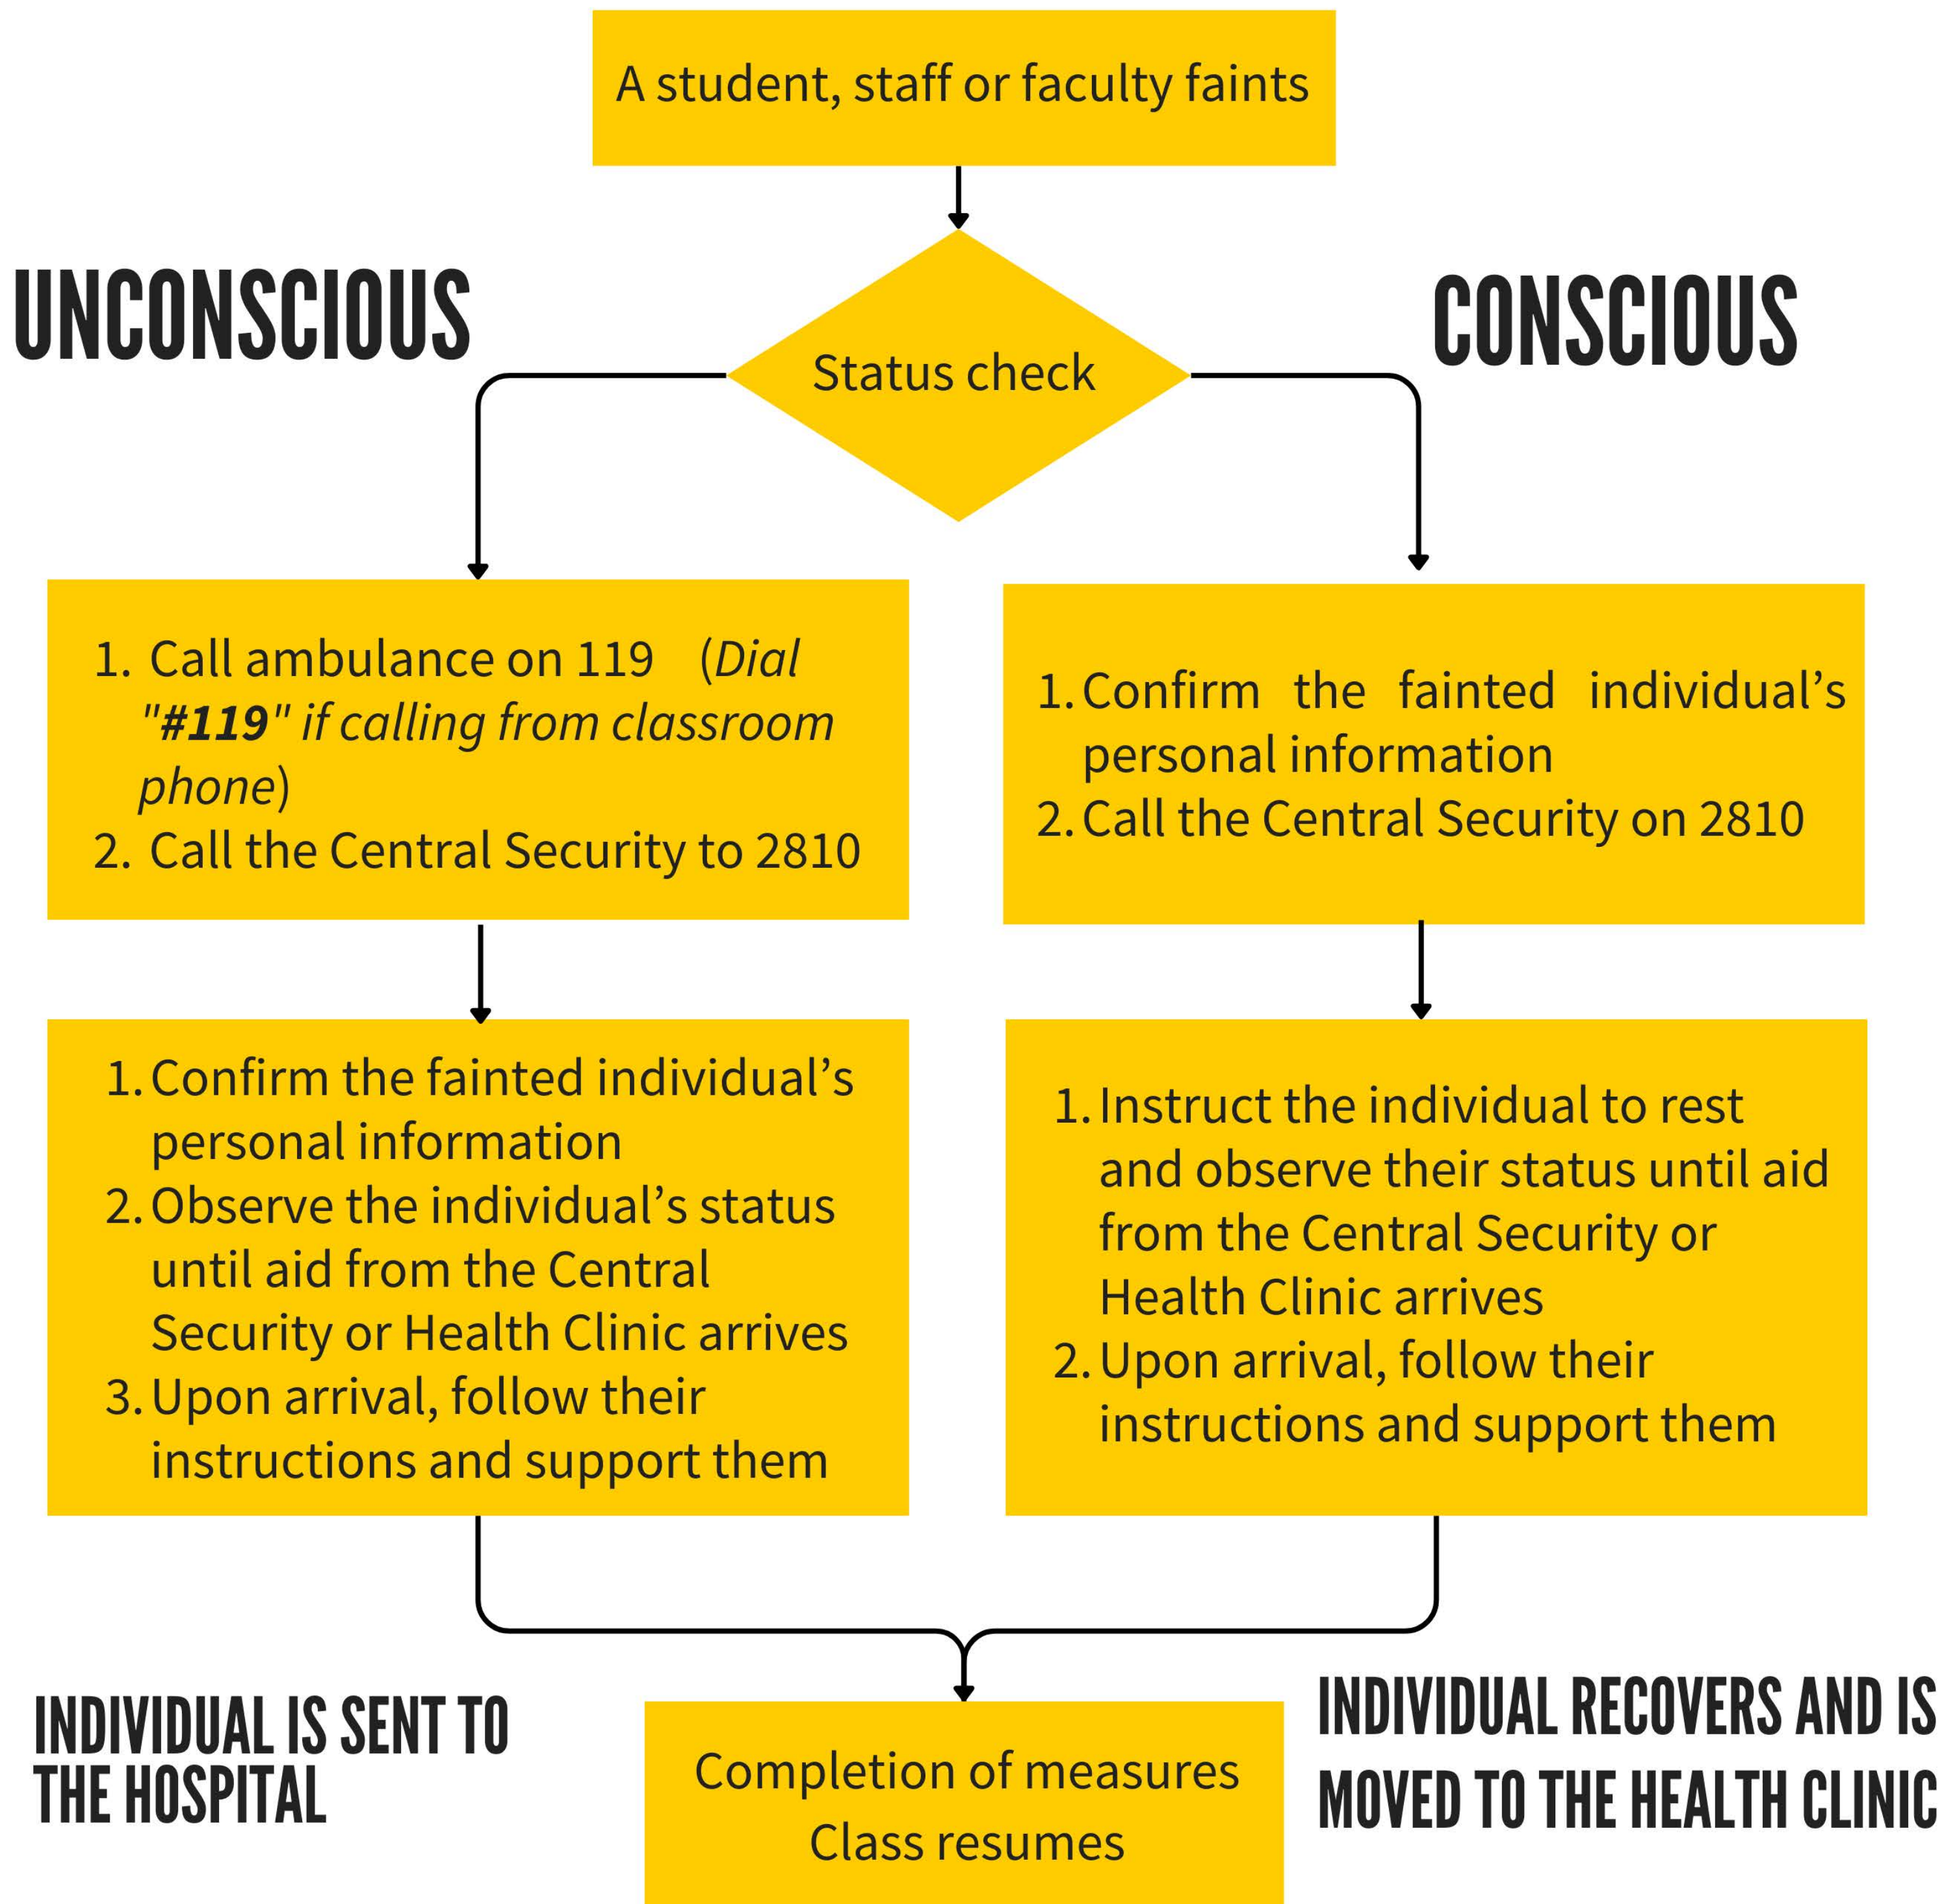 A student, staff or faculty faints
UNCONSCIOUS
CONSCIOUS
Status check
1. Call ambulance on 119 (Dial
"#119" if calling from classroom
phone)
2. Call the Central Security to 2810
1. Confirm the fainted individual’s
personal information
2. Call the Central Security on 2810
1. Confirm the fainted individual’s
personal information
2. Observe the individual’s status
until aid from the Central
Security or Health Clinic arrives
3. Upon arrival, follow their
instructions and support them
1. Instruct the individual to rest
and observe their status until aid
from the Central Security or
Health Clinic arrives
2. Upon arrival, follow their
instructions and support them
INDIVIDUAL IS SENT TO
THE HOSPITAL
INDIVIDUAL RECOVERS AND IS
MOVED TO THE HEALTH CLINIC
Completion of measures
Class resumes